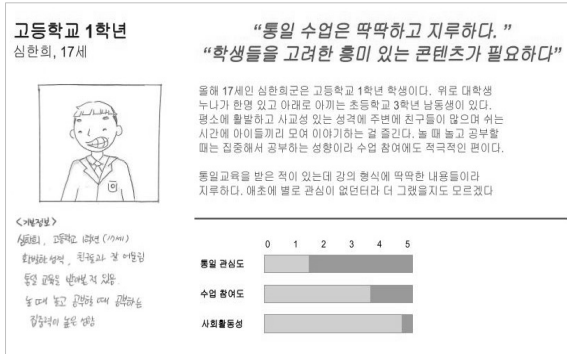 고등학교 1학년
심한희, 17세
“통일 수업은 딱딱하고 지루하다. ”
“학생들을 고려한 흥미 있는 콘텐츠가 필요하다”
올해 17세인 심한희군은 고등학교 1학년 학생이다. 위로 대학생
누나가 한명 있고 아래로 아끼는 초등학교 3학년 남동생이 있다.
평소에 활발하고 사교성 있는 성격에 주변에 친구들이 많으며 쉬는
시간에 아이들끼리 모여 이야기하는 걸 즐긴다. 놀 때 놀고 공부할
때는 집중해서 공부하는 성향이라 수업 참여에도 적극적인 편이다.
통일교육을 받은 적이 있는데 강의 형식에 딱딱한 내용들이라
지루하다. 애초에 별로 관심이 없던터라 더 그랬을지도 모르겠다
<기본정보>
심한희, 고등학교 1학년 (17세)
활발한 성격, 친구들과 잘 어울림
통일 교육을 받아본 적 있음
놀 때 놀고 공부할 때 공부하는
집중력이 높은 성향
0 1 2 3 4 5
통일 관심도
수업 참여도
사회활동성